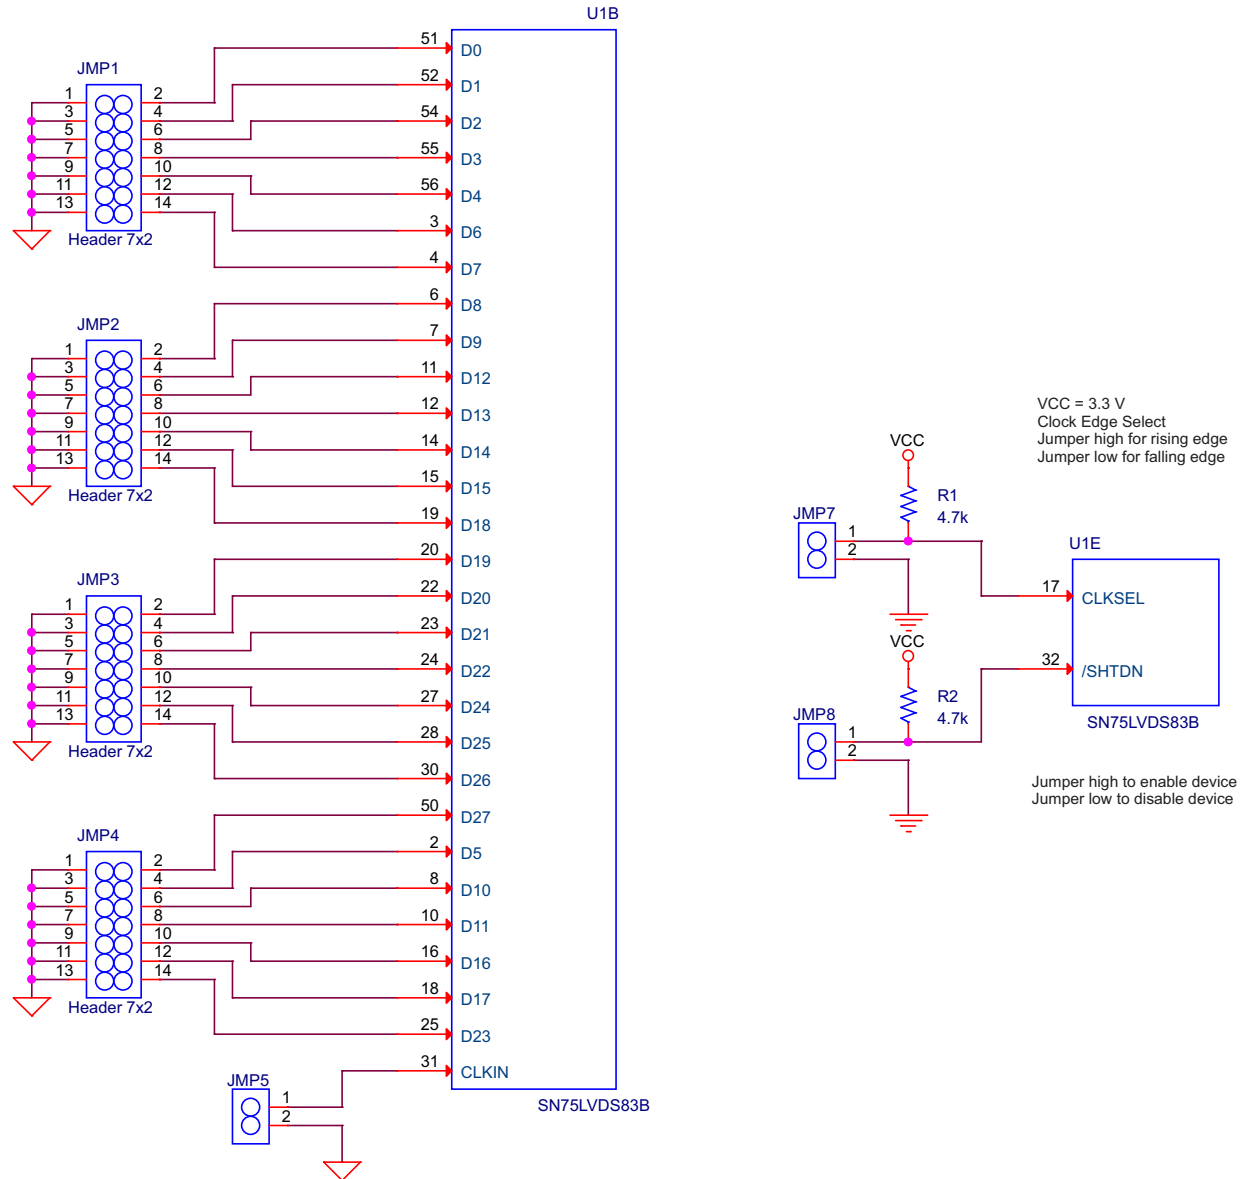 U1B
JMP1
1 2
3 4
5 6
7 8
9 10
11 12
13 14
Header 7x2
51 D0
52 D1
54 D2
55 D3
56 D4
3 D6
4 D7
JMP2
1 2
3 4
5 6
7 8
9 10
11 12
13 14
Header 7x2
6 D8
7 D9
11 D12
12 D13
14 D14
15 D15
19 D18
JMP3
1 2
3 4
5 6
7 8
9 10
11 12
13 14
Header 7x2
20 D19
22 D20
23 D21
24 D22
27 D24
28 D25
30 D26
JMP4
1 2
3 4
5 6
7 8
9 10
11 12
13 14
Header 7x2
50 D27
2 D5
8 D10
10 D11
16 D16
18 D17
25 D23
31 CLKIN
JMP5
1
2
SN75LVDS83B
VCC = 3.3 V
Clock Edge Select
Jumper high for rising edge
Jumper low for falling edge
VCC
R1
4.7k
JMP7
1
2
U1E
17 CLKSEL
VCC
32 /SHTDN
R2
4.7k
JMP8
1
2
SN75LVDS83B
Jumper high to enable device
Jumper low to disable device